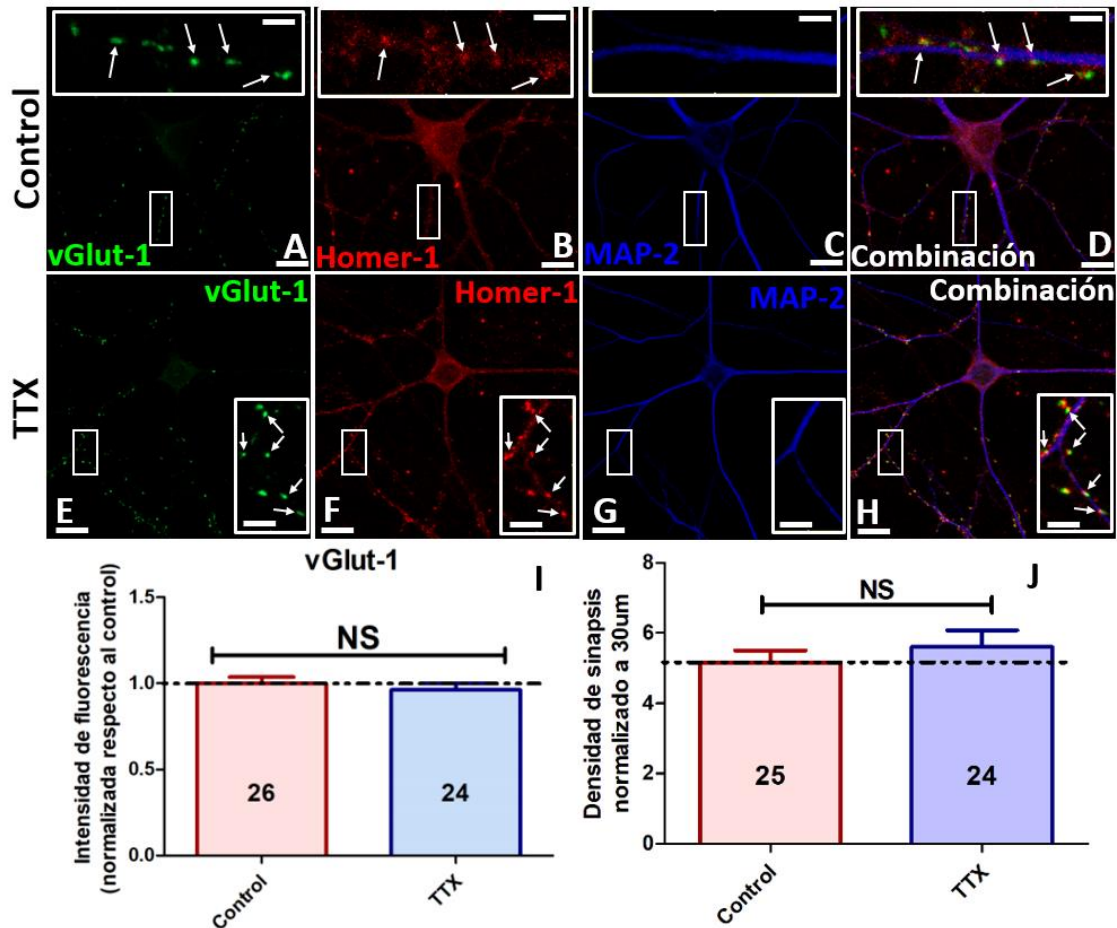 Control
vGlut-1
A
Homer-1
B
MAP-2
C
Combinación
D
TTX
vGlut-1
E
Homer-1
F
MAP-2
G
Combinación
H
vGlut-1
I
Intensidad de fluorescencia
(normalizada respecto al control)
1.5
1.0
0.5
0.0
NS
26
24
Control
TTX
J
Densidad de sinapsis
normalizado a 30um
8
6
4
2
0
NS
25
24
Control
TTX